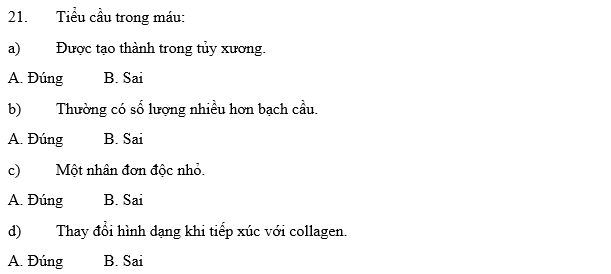 21. Tiểu cầu trong máu:
a) Được tạo thành trong tủy xương.
A. Đúng B. Sai
b) Thường có số lượng nhiều hơn bạch cầu.
A. Đúng B. Sai
c) Một nhân đơn độc nhỏ.
A. Đúng B. Sai
d) Thay đổi hình dạng khi tiếp xúc với collagen.
A. Đúng B. Sai